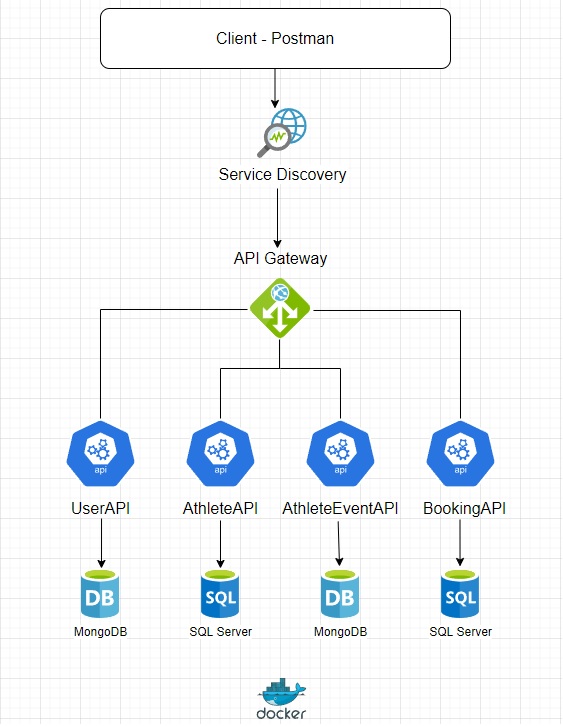 Client - Postman
Service Discovery
API Gateway
api
api
api
api
UserAPI
AthleteAPI
AthleteEventAPI
BookingAPI
DB
SQL
DB
SQL
MongoDB
SQL Server
MongoDB
SQL Server
docker